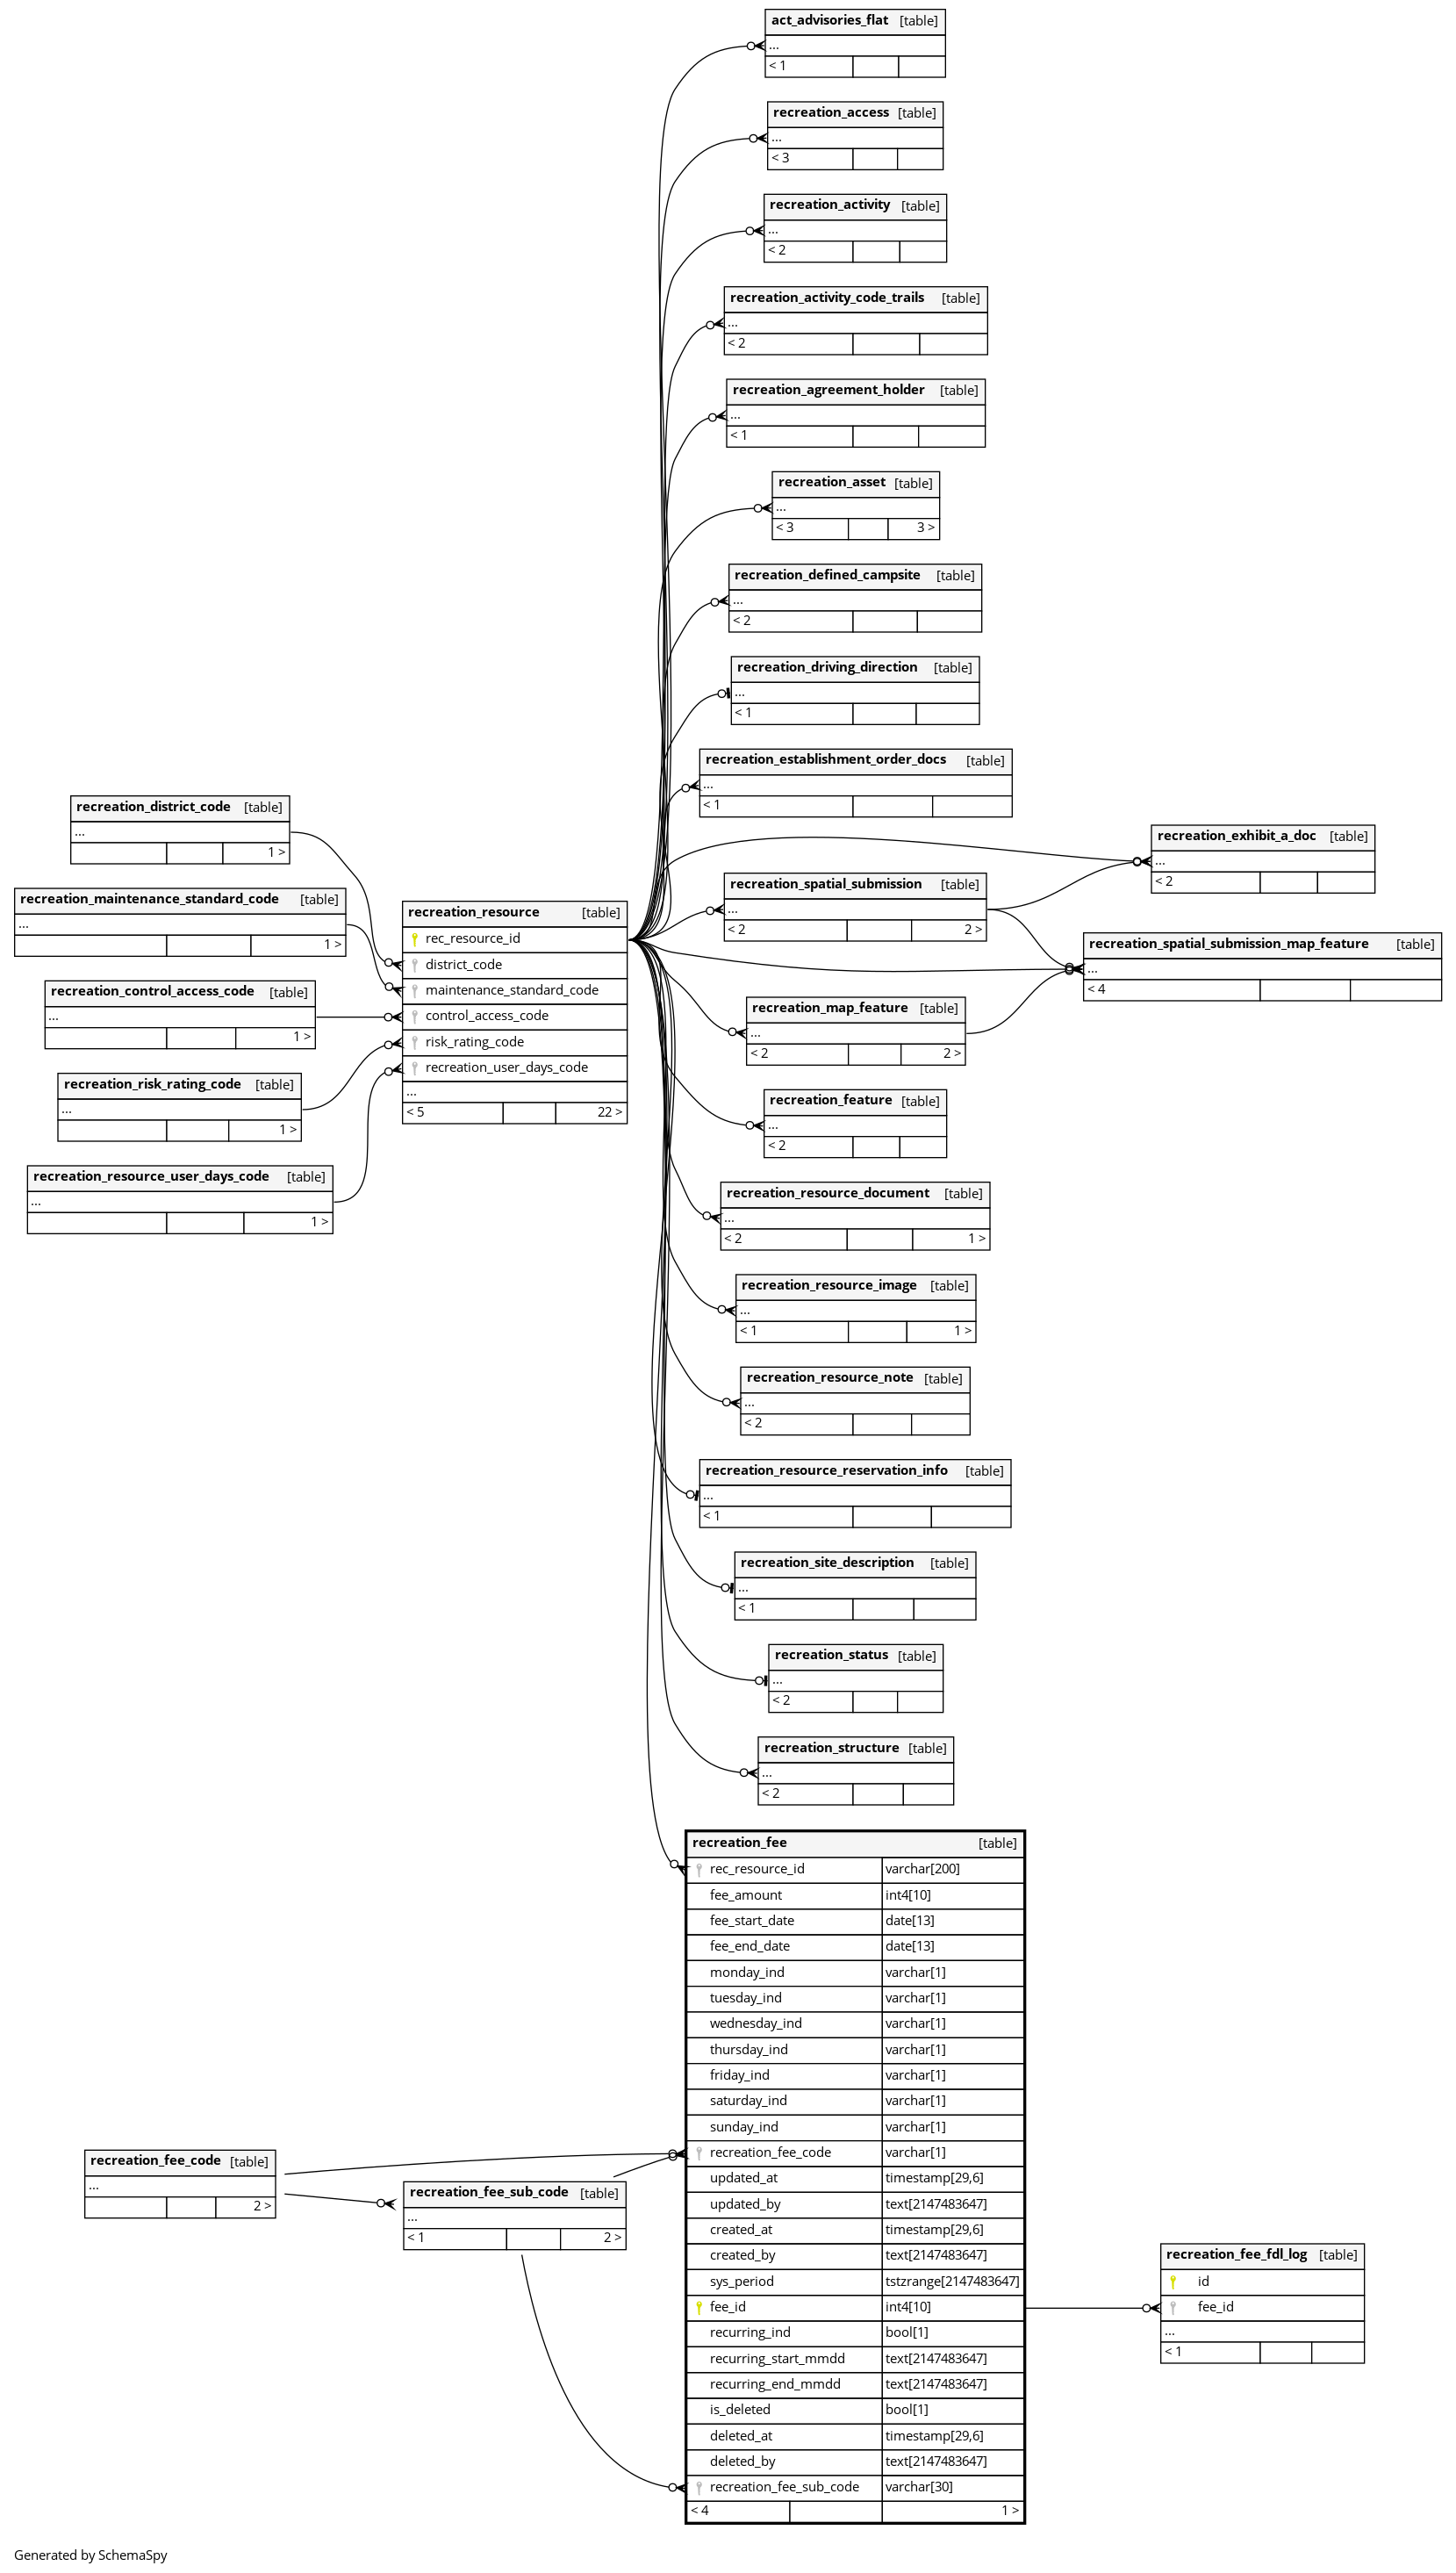 act_advisories_flat [table]
...
< 1
recreation_access [table]
...
< 3
recreation_activity [table]
...
< 2
recreation_activity_code_trails [table]
...
< 2
recreation_agreement_holder [table]
...
< 1
recreation_asset [table]
...
< 3 3 >
recreation_defined_campsite [table]
...
< 2
recreation_driving_direction [table]
...
< 1
recreation_establishment_order_docs [table]
...
< 1
recreation_district_code [table]
...
1 >
recreation_maintenance_standard_code [table]
...
1 >
recreation_control_access_code [table]
...
1 >
recreation_risk_rating_code [table]
...
1 >
recreation_resource_user_days_code [table]
...
1 >
recreation_resource [table]
rec_resource_id
district_code
maintenance_standard_code
control_access_code
risk_rating_code
recreation_user_days_code
...
< 5 22 >
recreation_spatial_submission [table]
...
< 2 2 >
recreation_exhibit_a_doc [table]
...
< 2
recreation_spatial_submission_map_feature [table]
...
< 4
recreation_map_feature [table]
...
< 2 2 >
recreation_feature [table]
...
< 2
recreation_resource_document [table]
...
< 2 1 >
recreation_resource_image [table]
...
< 1 1 >
recreation_resource_note [table]
...
< 2
recreation_resource_reservation_info [table]
...
< 1
recreation_site_description [table]
...
< 1
recreation_status [table]
...
< 2
recreation_structure [table]
...
< 2
recreation_fee [table]
rec_resource_id varchar[200]
fee_amount int4[10]
fee_start_date date[13]
fee_end_date date[13]
monday_ind varchar[1]
tuesday_ind varchar[1]
wednesday_ind varchar[1]
thursday_ind varchar[1]
friday_ind varchar[1]
saturday_ind varchar[1]
sunday_ind varchar[1]
recreation_fee_code varchar[1]
updated_at timestamp[29,6]
updated_by text[2147483647]
created_at timestamp[29,6]
created_by text[2147483647]
sys_period tstzrange[2147483647]
fee_id int4[10]
recurring_ind bool[1]
recurring_start_mmdd text[2147483647]
recurring_end_mmdd text[2147483647]
is_deleted bool[1]
deleted_at timestamp[29,6]
deleted_by text[2147483647]
recreation_fee_sub_code varchar[30]
< 4 1 >
recreation_fee_code [table]
...
2 >
recreation_fee_sub_code [table]
...
< 1 2 >
recreation_fee_fdl_log [table]
id
fee_id
...
< 1
Generated by SchemaSpy